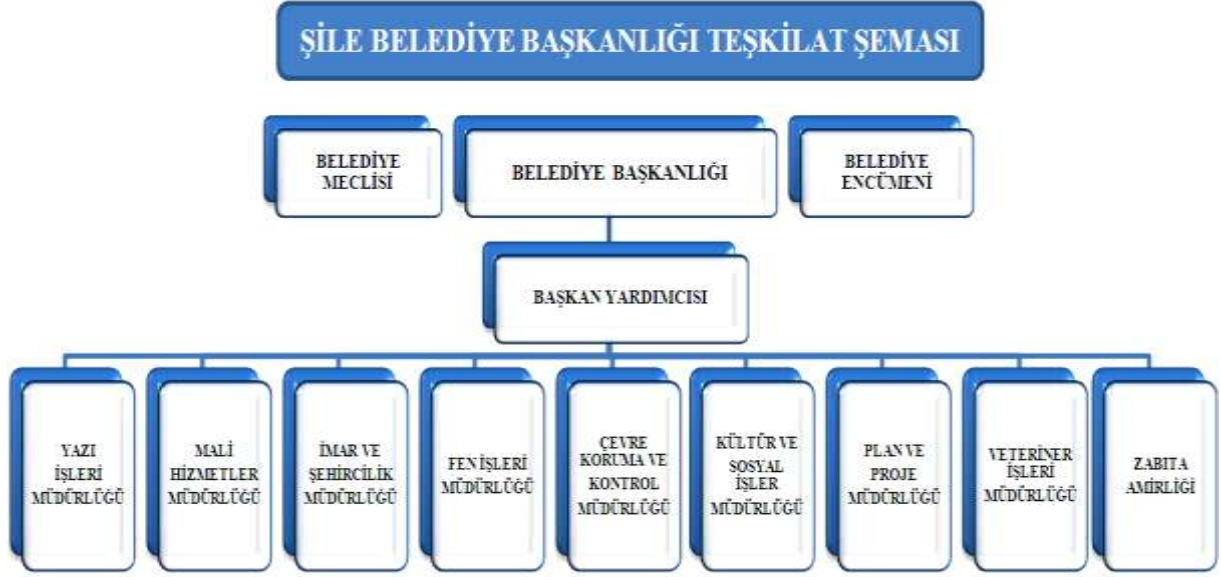 ŞİLE BELEDİYE BAŞKANLIĞI TEŞKİLAT ŞEMASI
BELEDİYE
MECLİSİ
BELEDİYE BAŞKANLIĞI
BELEDİYE
ENCÜMENİ
BAŞKAN YARDIMCISI
YAZI
İŞLERİ
MÜDÜRLÜĞÜ
MALİ
HİZMETLER
MÜDÜRLÜĞÜ
İMAR VE
ŞEHİRCİLİK
MÜDÜRLÜĞÜ
FEN İŞLERİ
MÜDÜRLÜĞÜ
ÇEVRE
KORUMA VE
KONTROL
MÜDÜRLÜĞÜ
KÜLTÜR VE
SOSYAL
İŞLER
MÜDÜRLÜĞÜ
PLAN VE
PROJE
MÜDÜRLÜĞÜ
VETERİNER
İŞLERİ
MÜDÜRLÜĞÜ
ZABITA
AMİRLİĞİ